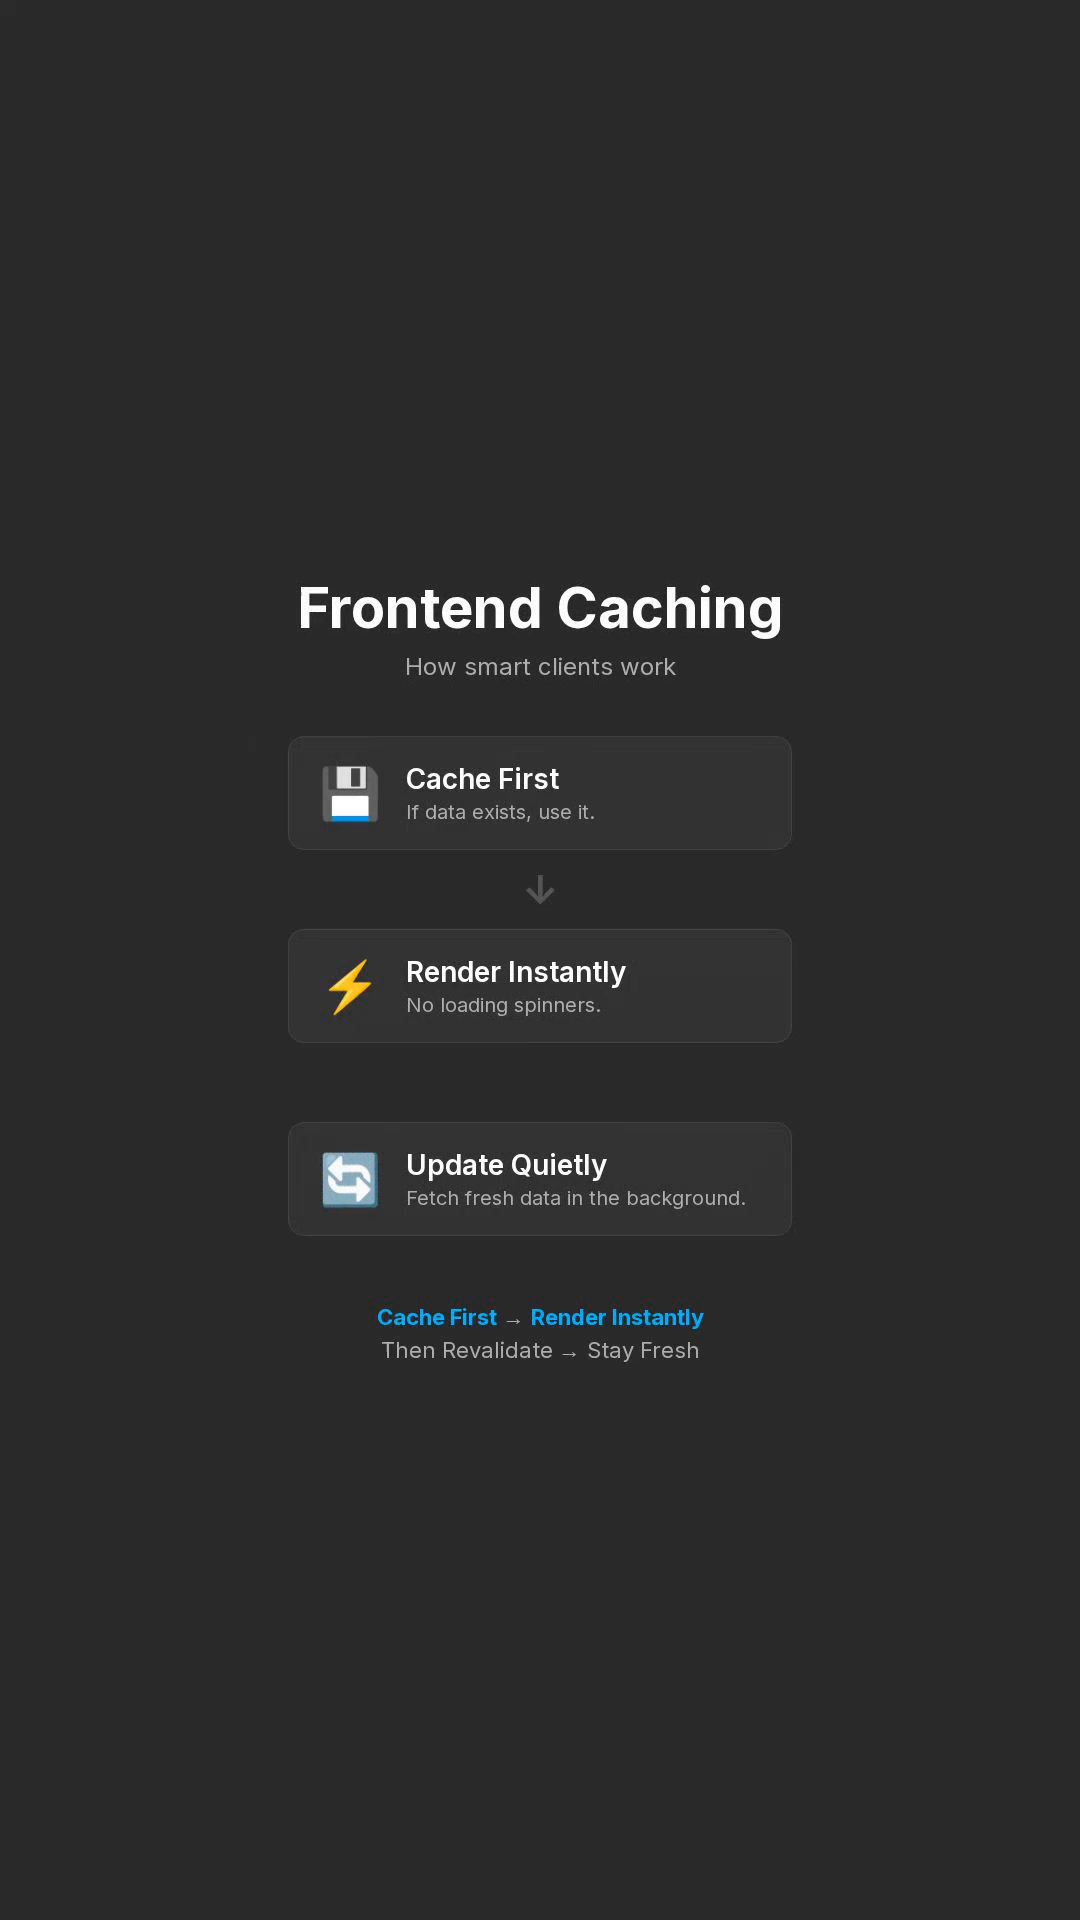 Frontend Caching
How smart clients work
Cache First
If data exists, use it.
↓
Render Instantly
No loading spinners.
Update Quietly
Fetch fresh data in the background.
Cache First → Render Instantly
Then Revalidate → Stay Fresh